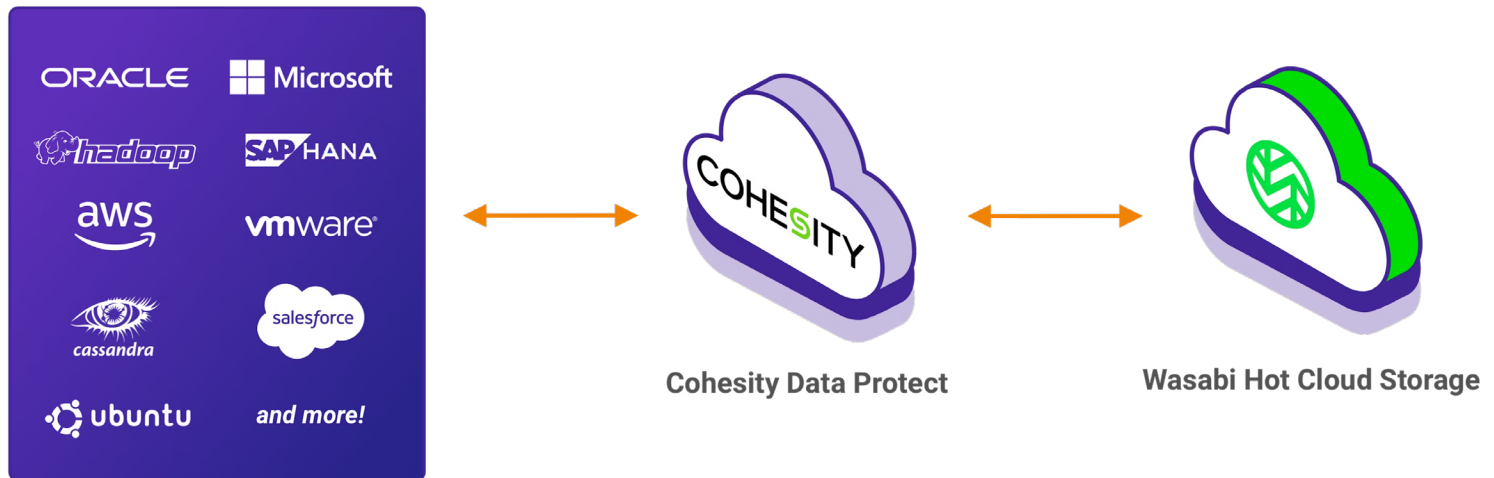 ORACLE
Microsoft
hadoop
SAP HANA
aws
vmware®
cassandra
salesforce
ubuntu
and more!
COHESITY
Cohesity Data Protect
Wasabi Hot Cloud Storage